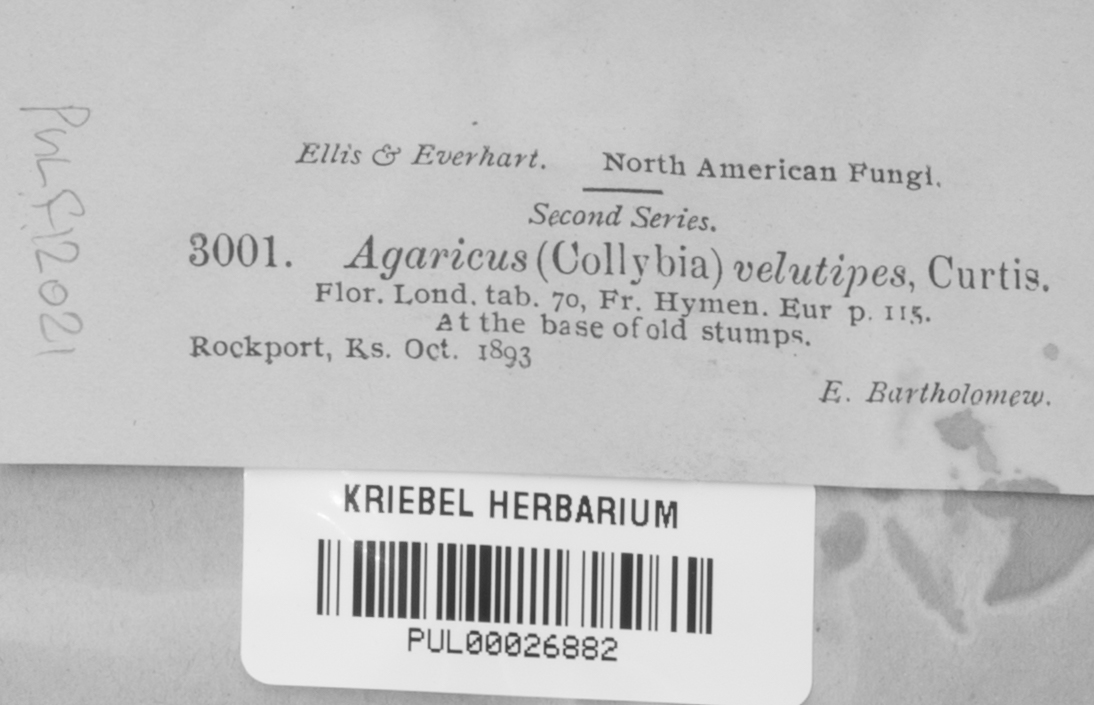 PUL F12021
Ellis & Everhart. North American Fungi.
Second Series.
3001. Agaricus (Collybia) velutipes, Curtis.
Flor. Lond. tab. 70, Fr. Hymen. Eur p. 115.
At the base of old stumps.
Rockport, Ks. Oct. 1893
E. Bartholomew.
KRIEBEL HERBARIUM
PUL00026882